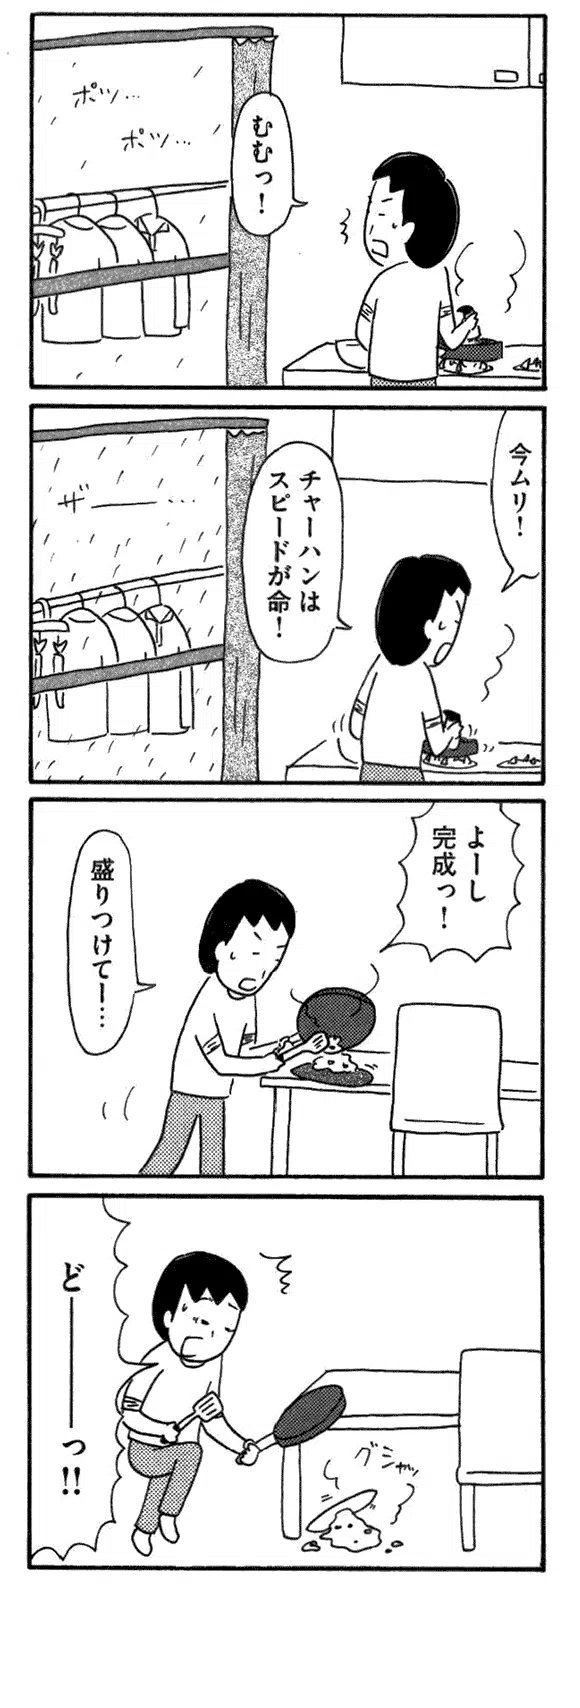 むむっ！
ポツ…
ポツ…
今ムリ！
チャーハンは
スピードが命！
ザー――…
よーし
完成っ！
盛りつけてー…
グシャッ
ど―――っ!!